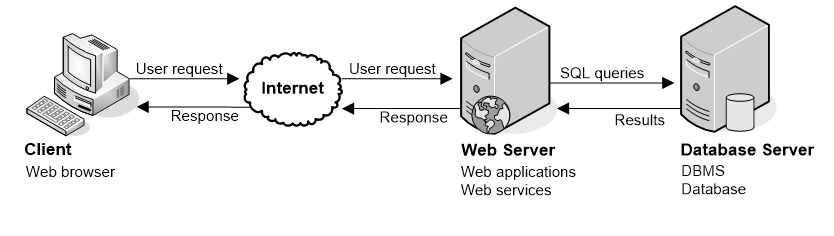 User request
User request
SQL queries
Internet
Response
Response
Results
Client
Web browser
Web Server
Web applications
Web services
Database Server
DBMS
Database